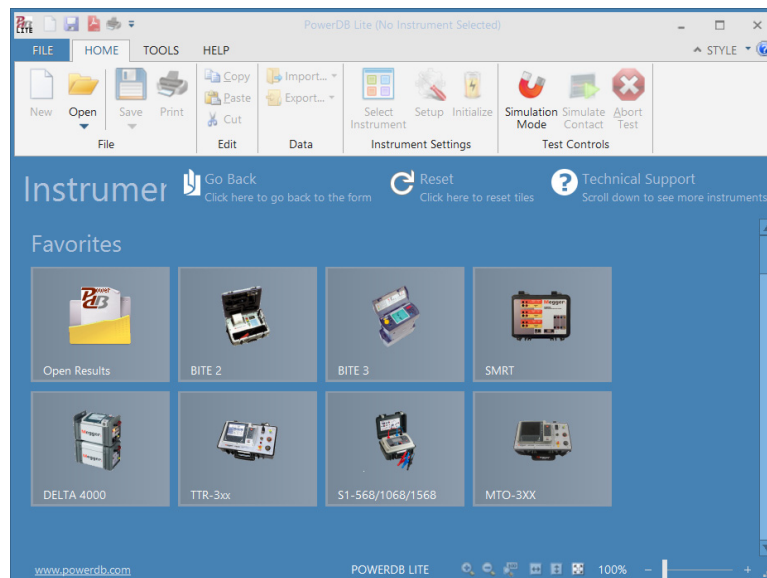 LITE
PowerDB Lite (No Instrument Selected)
FILE HOME TOOLS HELP STYLE
New Open Save Print
Copy
Paste
Cut
Import...
Export...
Select Instrument Setup Initialize
Simulation Mode Simulate Contact Abort Test
File Edit Data Instrument Settings Test Controls
Instrumer
Go Back
Click here to go back to the form
Reset
Click here to reset tiles
Technical Support
Scroll down to see more instruments
Favorites
Power
DB
Open Results BITE 2 BITE 3 SMRT
Megger
DELTA 4000 TTR-3xx S1-568/1068/1568 MTO-3XX
www.powerdb.com POWERDB LITE 100%